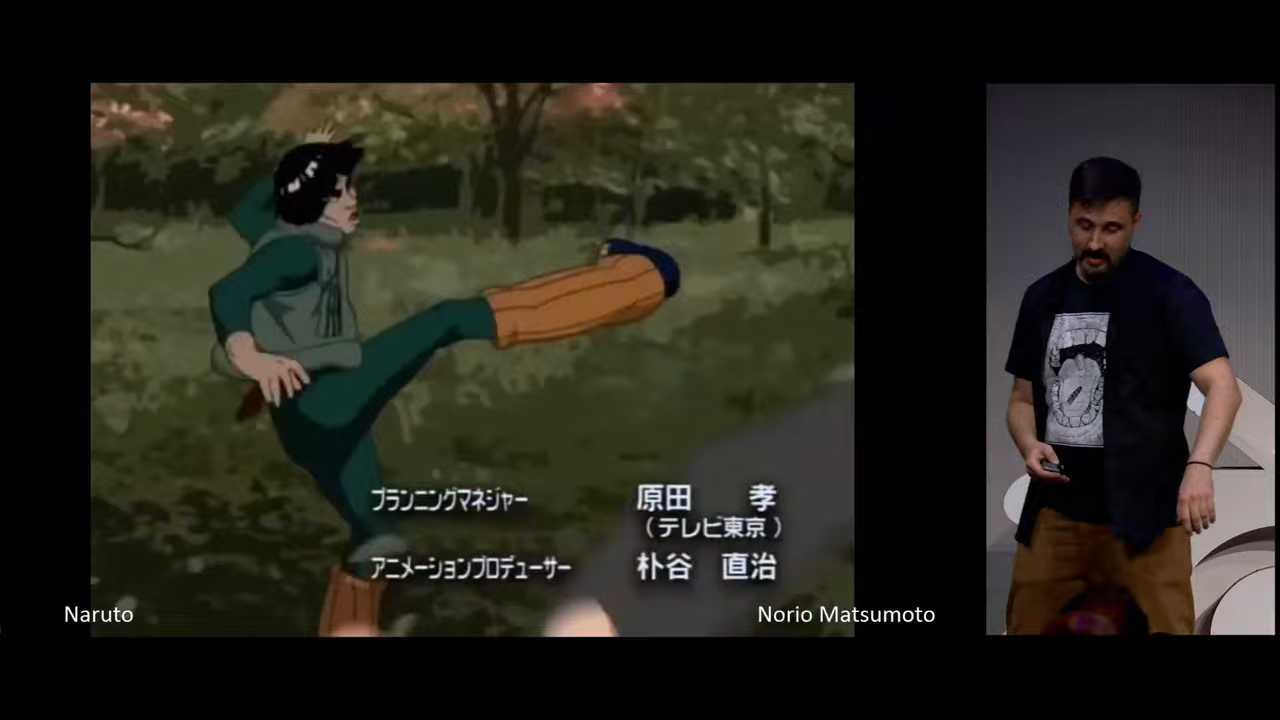 プランニングマネジャー 原田 孝
(テレビ東京)
アニメーションプロデューサー 朴谷 直治
Naruto
Norio Matsumoto